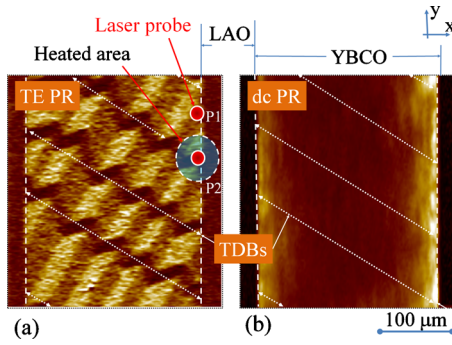 Laser probe
LAO
y
x
Heated area
YBCO
TE PR
dc PR
P1
P2
TDBs
(a)
(b)
100 μm